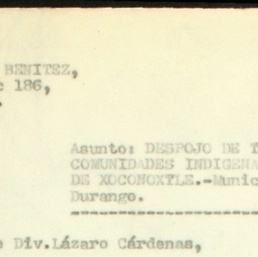 BENITEZ,
186,
Asunto: DESPOJO DE T
COMUNIDADES INDIGENA
DE XOCONOXTLE.-Munic
Durango.
Div.Lázaro Cárdenas,